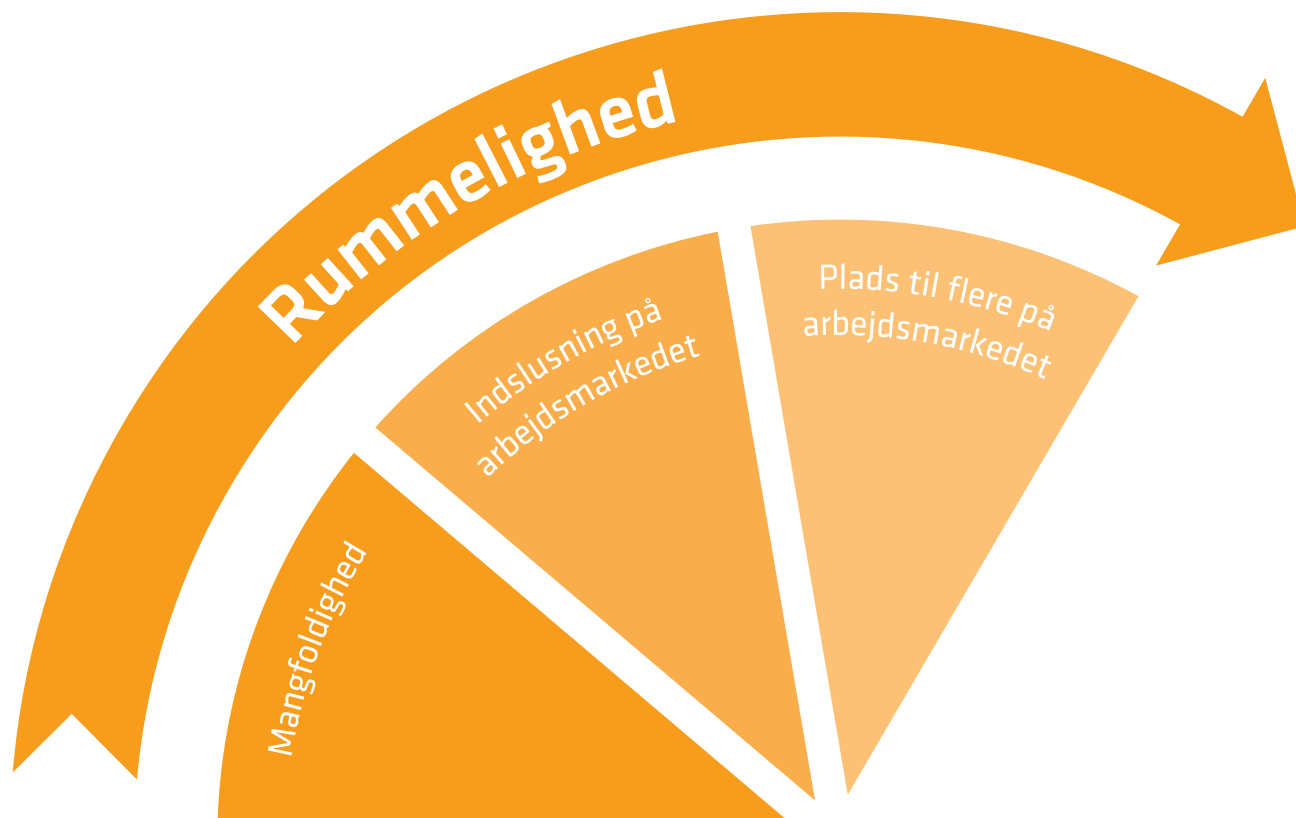 Rummelighed
Plads til flere på
arbejdsmarkedet
Indslusning på
arbejdsmarkedet
Mangfoldighed